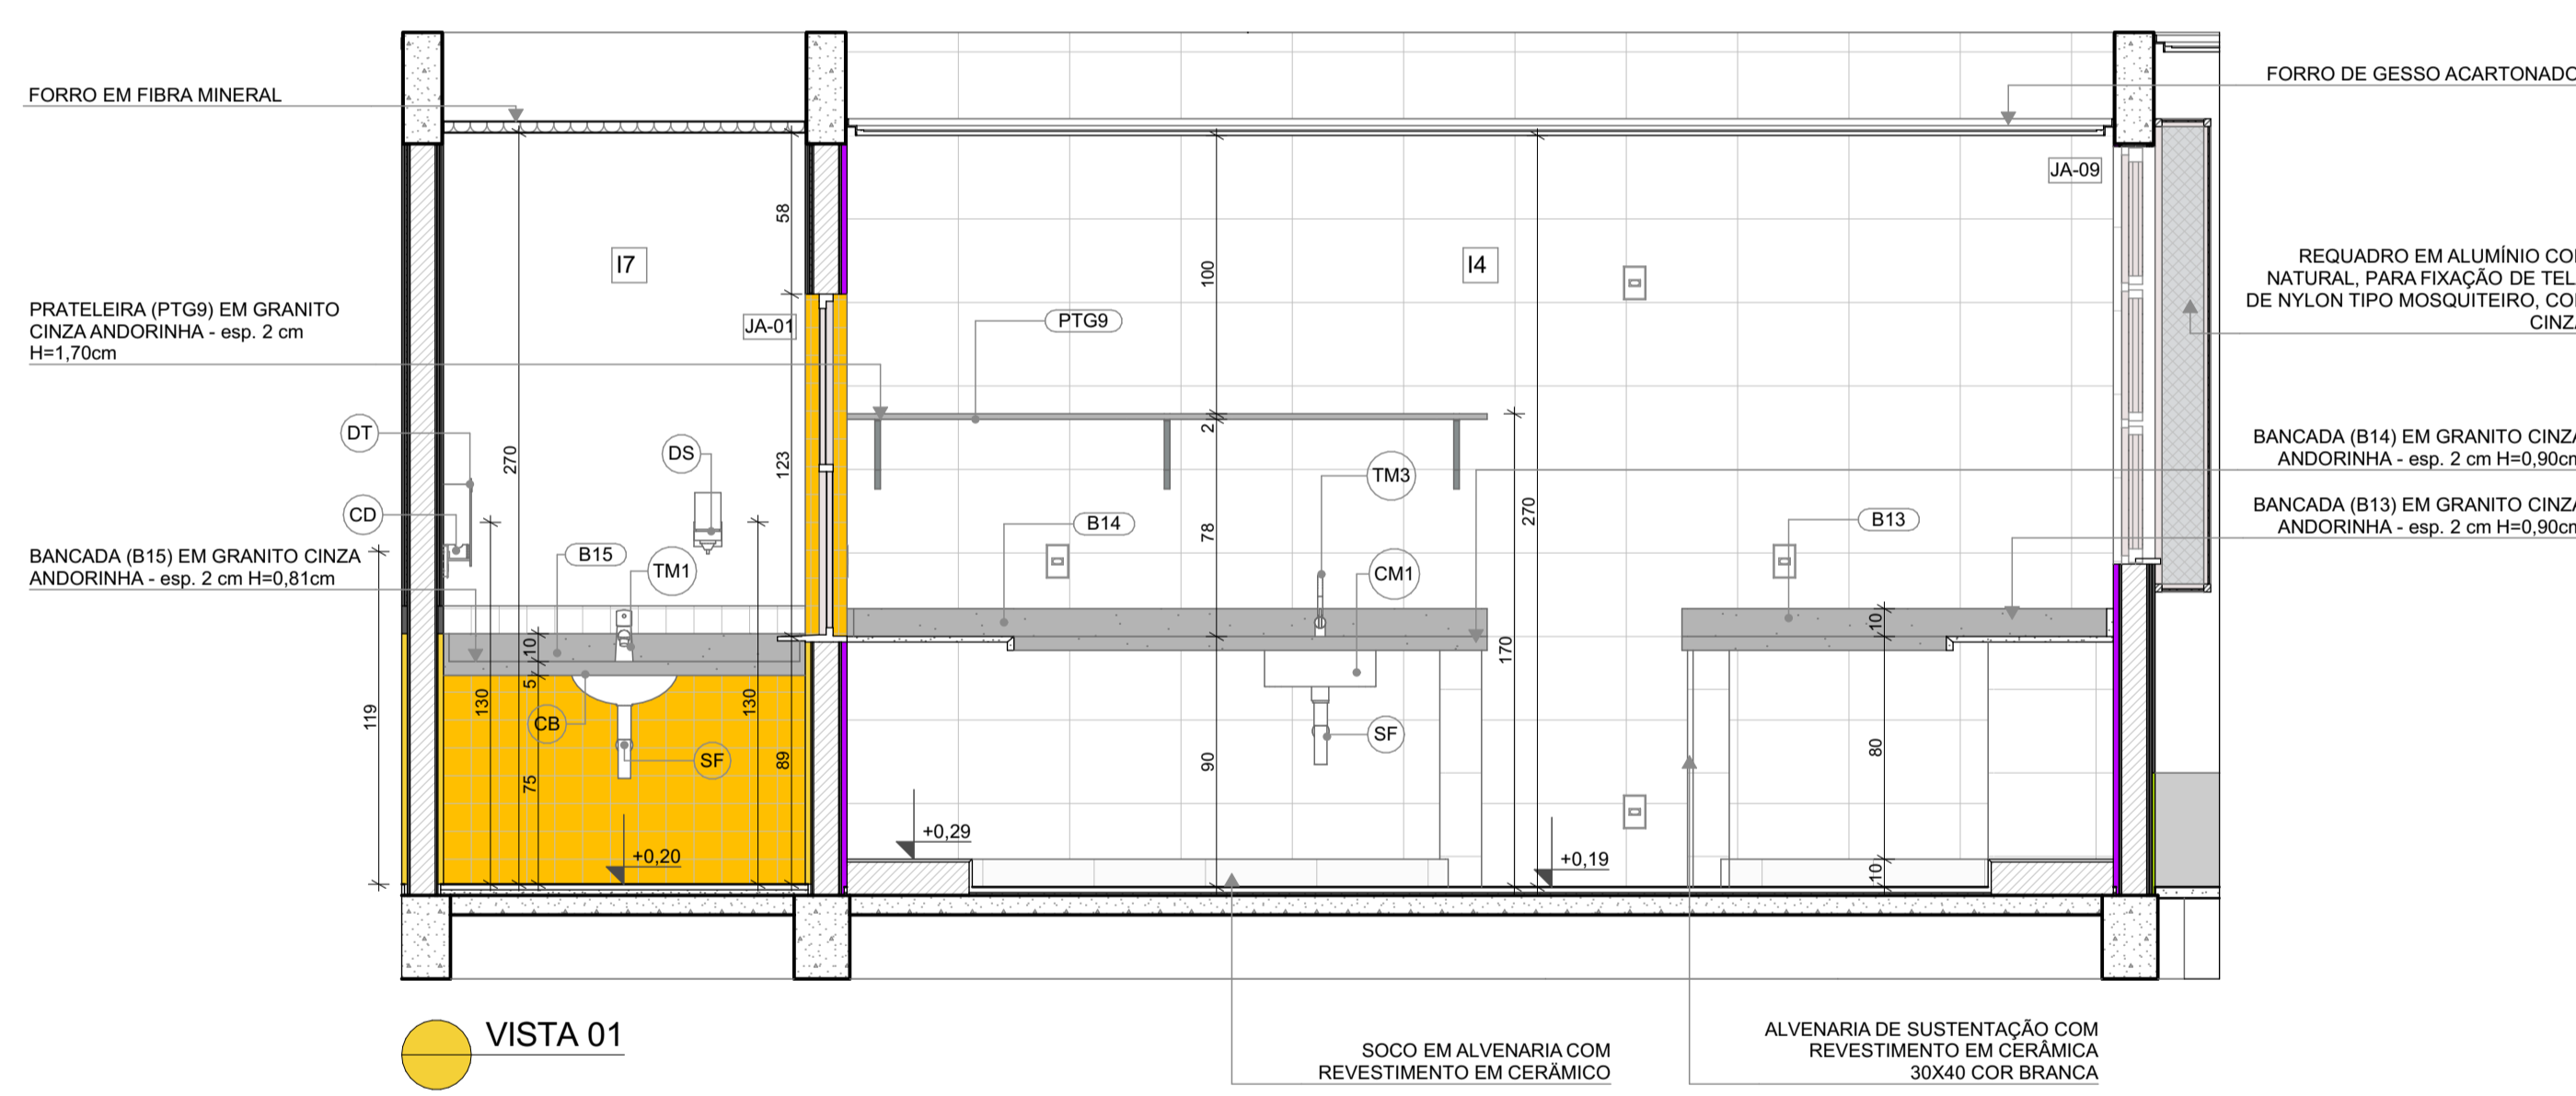 FORRO EM FIBRA MINERAL
FORRO DE GESSO ACARTONADO
JA-09
58
I7
I4
100
REQUADRO EM ALUMÍNIO CO
NATURAL, PARA FIXAÇÃO DE TEL
DE NYLON TIPO MOSQUITEIRO, CO
CINZA
PRATELEIRA (PTG9) EM GRANITO
CINZA ANDORINHA - esp. 2 cm
H=1,70cm
JA-01
PTG9
DT
DS
270
123
2
TM3
BANCADA (B14) EM GRANITO CINZA
ANDORINHA - esp. 2 cm H=0,90cm
CD
B14
78
270
B13
BANCADA (B13) EM GRANITO CINZA
ANDORINHA - esp. 2 cm H=0,90cm
BANCADA (B15) EM GRANITO CINZA
ANDORINHA - esp. 2 cm H=0,81cm
B15
TM1
CM1
10
10
170
5
130
130
119
CB
SF
SF
75
89
90
80
+0,29
+0,20
+0,19
10
VISTA 01
SOCO EM ALVENARIA COM
REVESTIMENTO EM CERÄMICO
ALVENARIA DE SUSTENTAÇÃO COM
REVESTIMENTO EM CERÂMICA
30X40 COR BRANCA